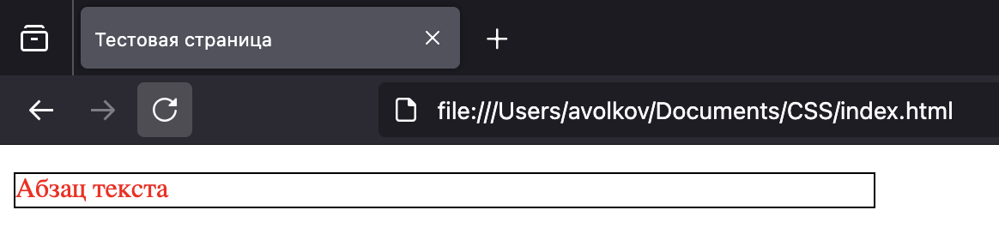 Тестовая страница
file:///Users/avolkov/Documents/CSS/index.html
Абзац текста